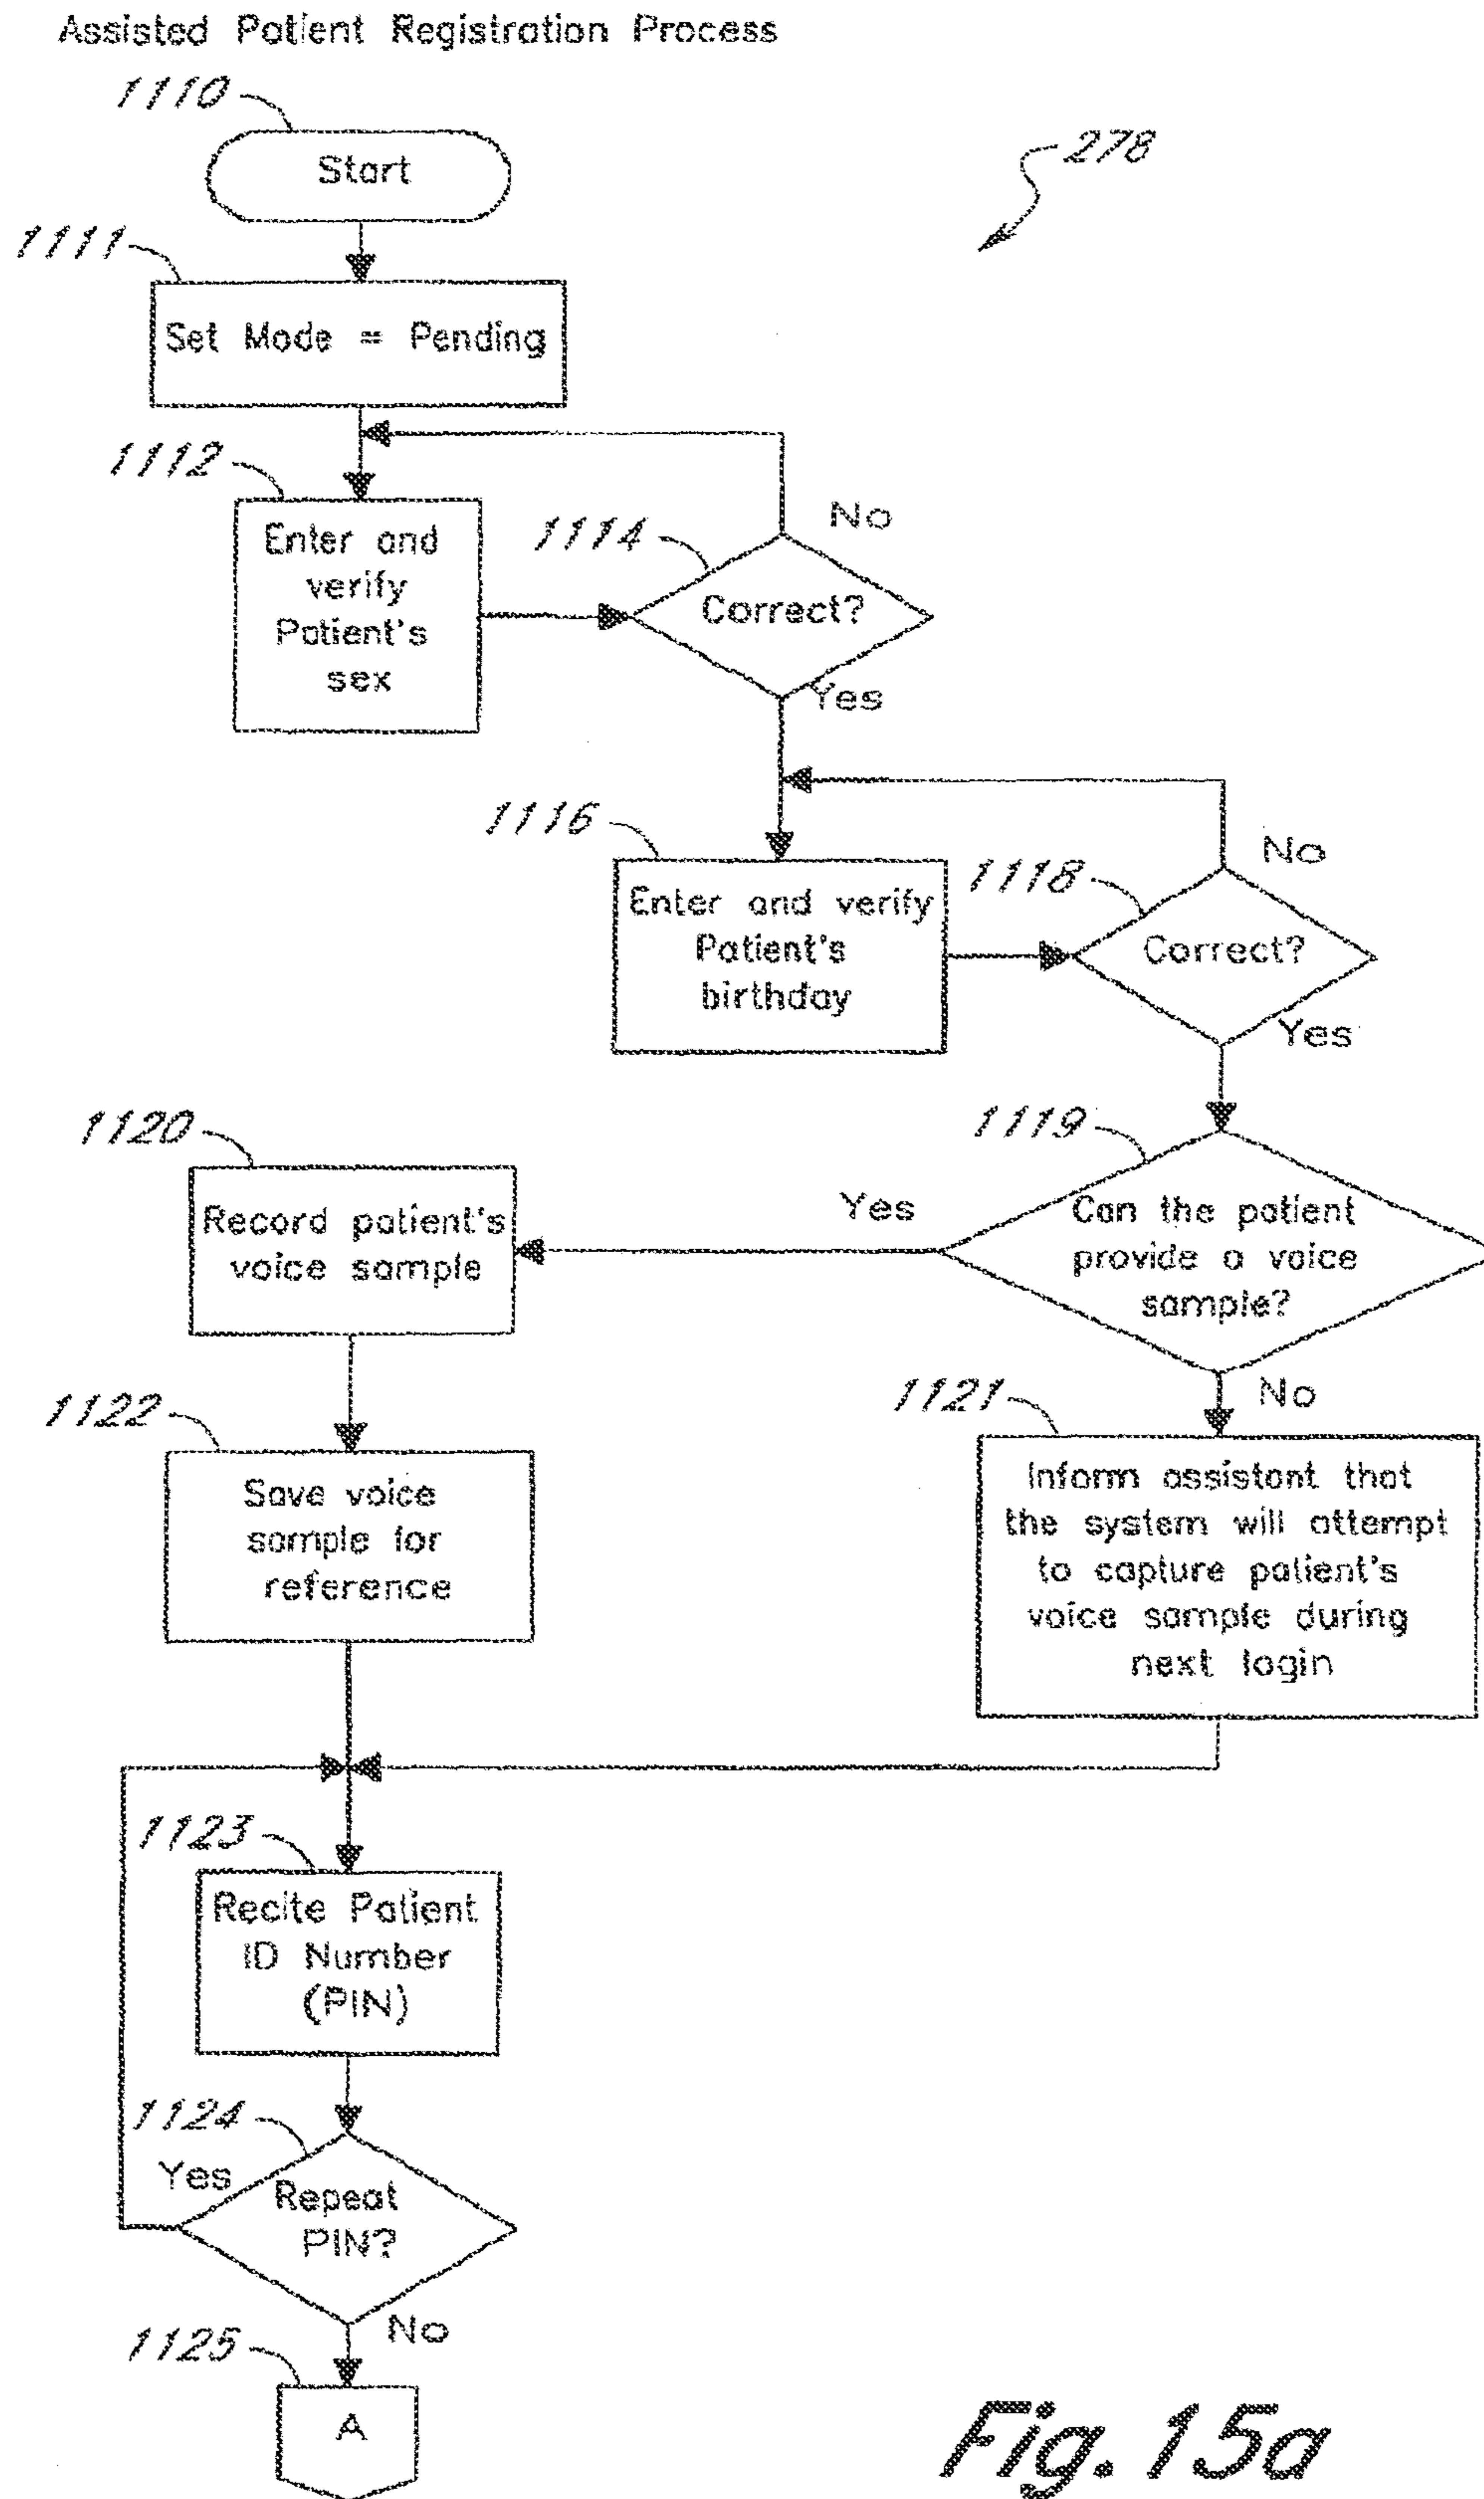 Assisted Patient Registration Process
1110
Start
278
1111
Set Mode = Pending
1112
Enter and
verify
Patient's
sex
1114
Correct?
No
Yes
1116
Enter and verify
Patient's
birthday
1118
Correct?
No
Yes
1119
Can the patient
provide a voice
sample?
Yes
No
1120
Record patient's
voice sample
1122
Save voice
sample for
reference
1121
Inform assistant that
the system will attempt
to capture patient's
voice sample during
next login
1123
Recite Patient
ID Number
(PIN)
1124
Yes
Repeat
PIN?
No
1125
A
Fig. 15a